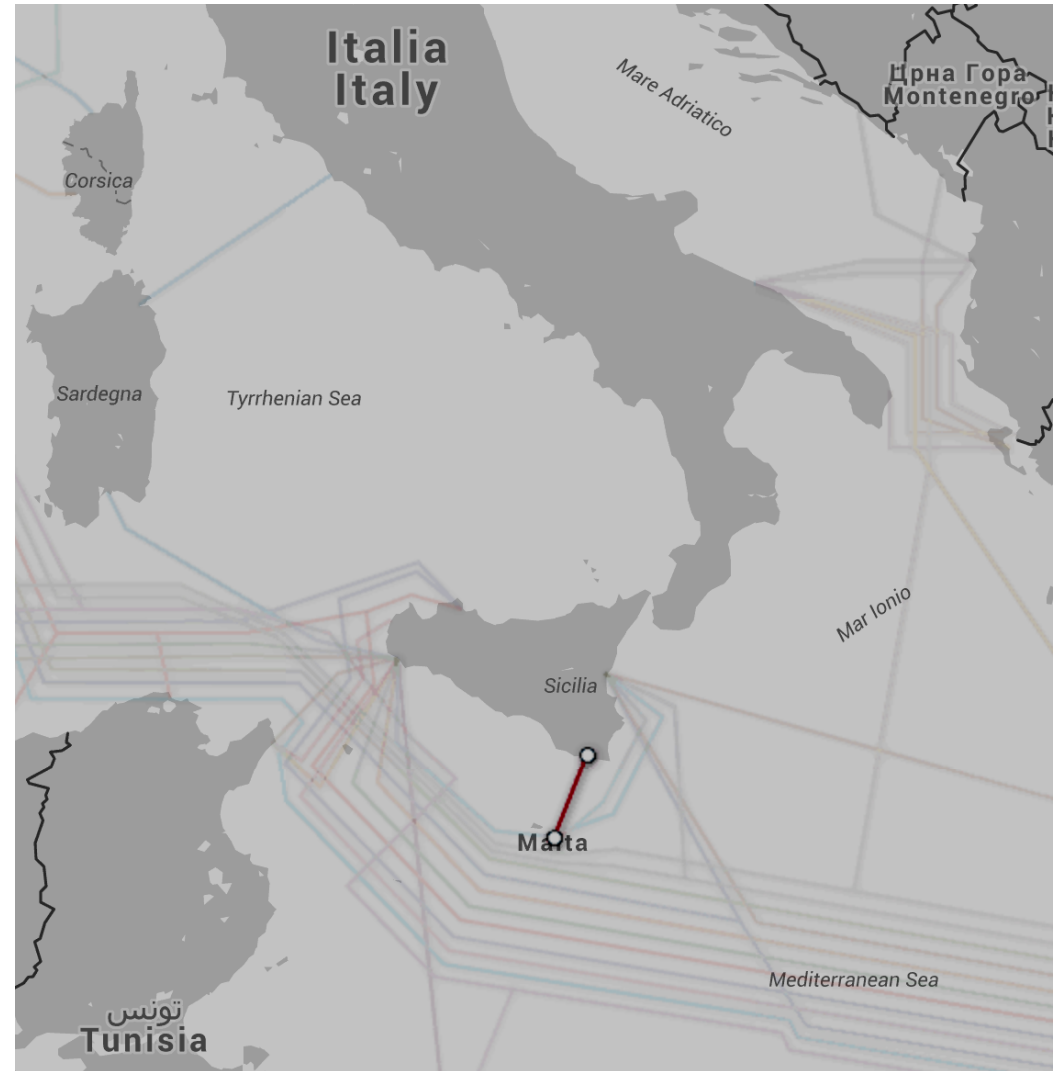 Italia
Italy
Mare Adriatico
Црна Гора
Montenegro
Corsica
Sardegna
Tyrrhenian Sea
Mar Ionio
Sicilia
Malta
Mediterranean Sea
تونس
Tunisia